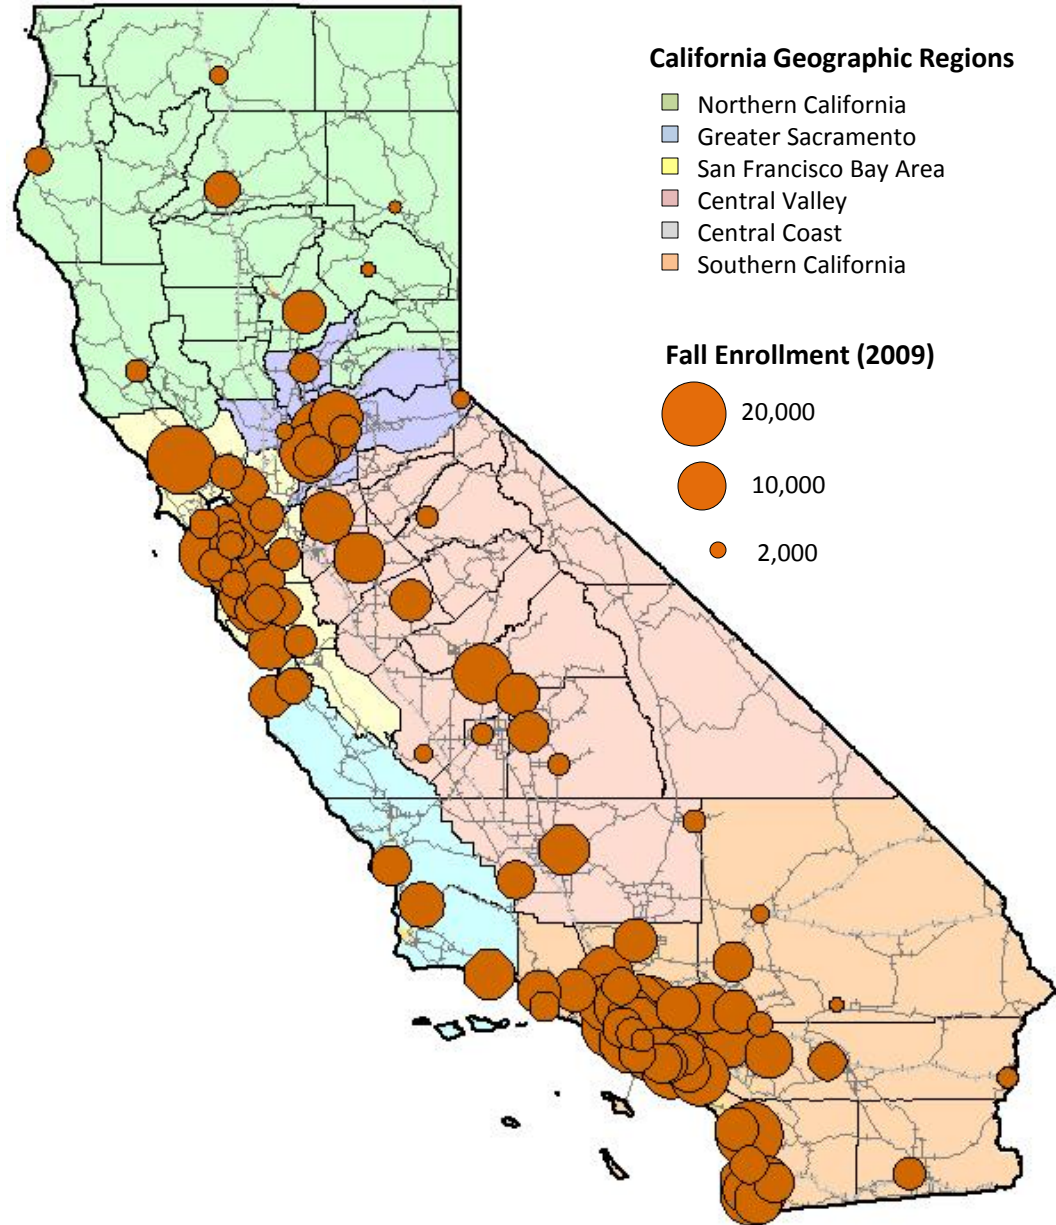 California Geographic Regions
Northern California
Greater Sacramento
San Francisco Bay Area
Central Valley
Central Coast
Southern California
Fall Enrollment (2009)
20,000
10,000
2,000